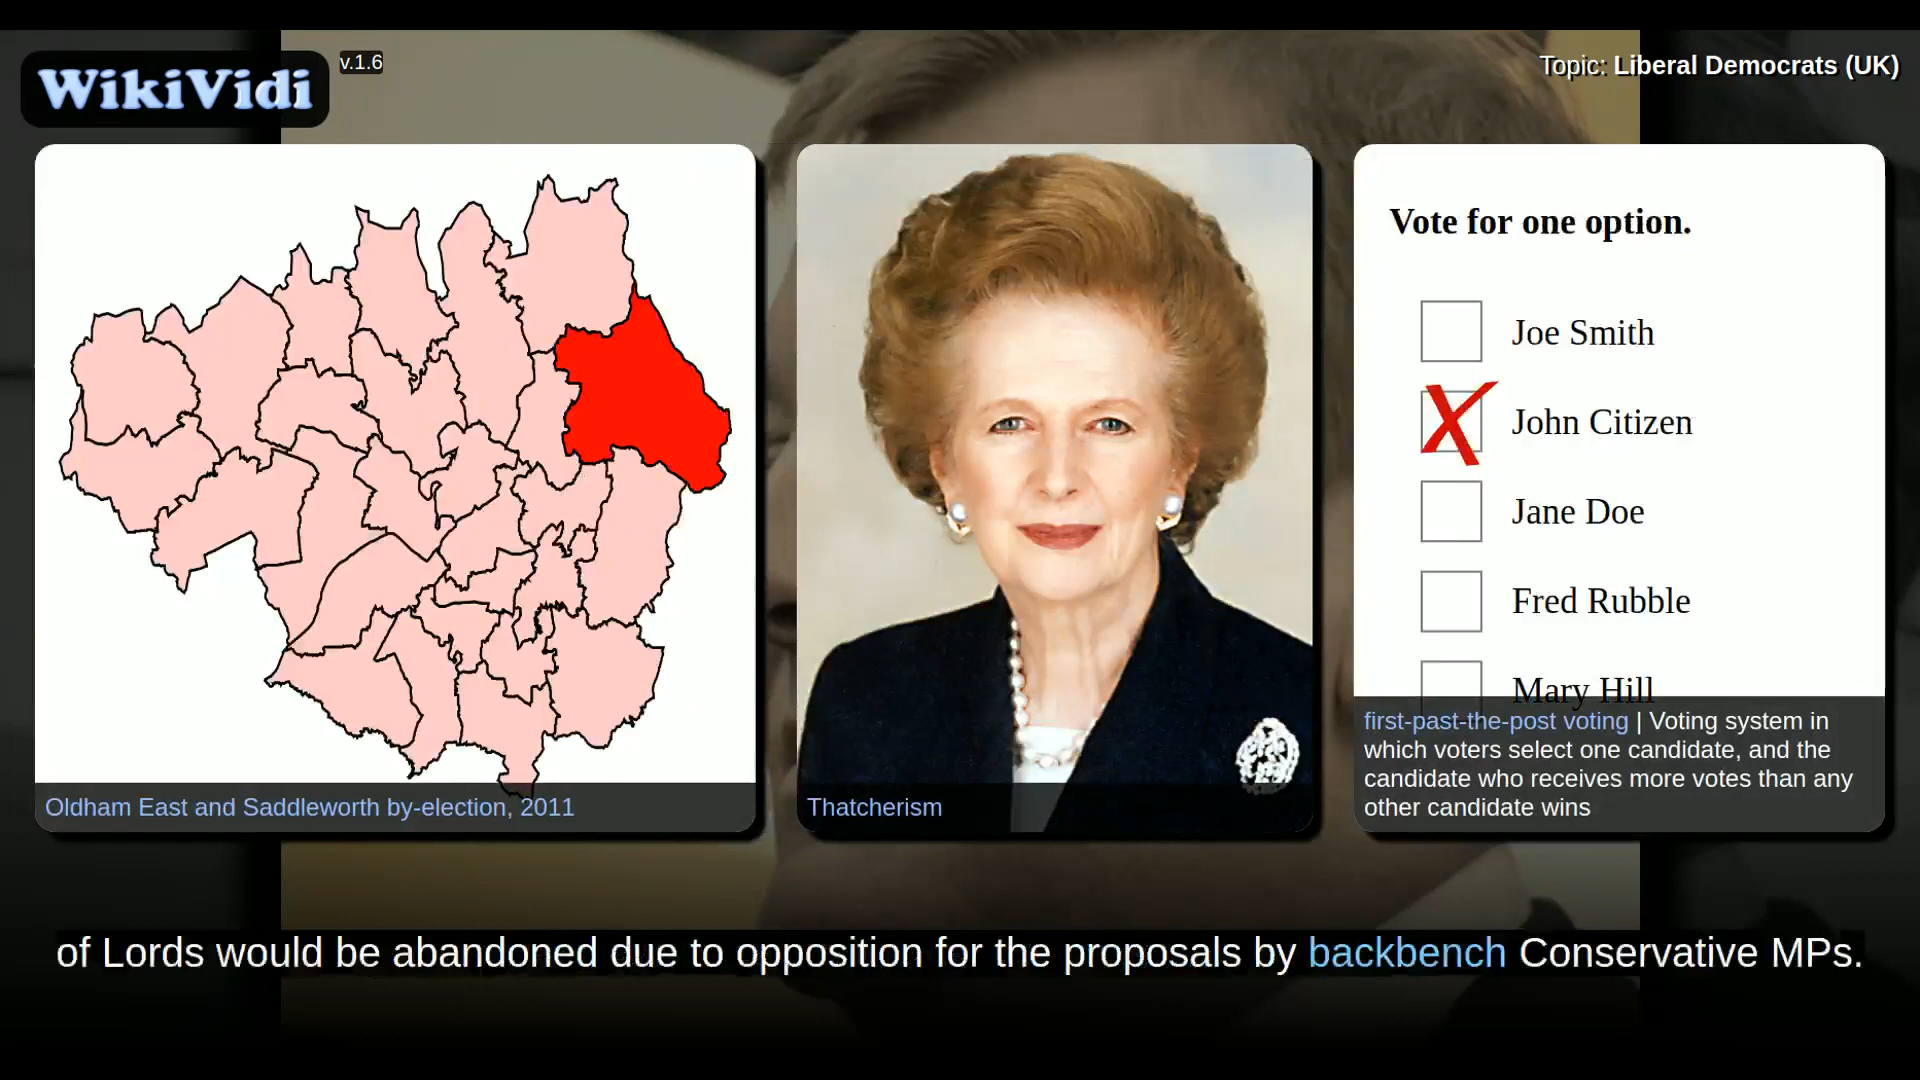 WikiVidi
v.1.6
Topic: Liberal Democrats (UK)
Oldham East and Saddleworth by-election, 2011
Thatcherism
Vote for one option.
Joe Smith
John Citizen
Jane Doe
Fred Rubble
Mary Hill
first-past-the-post voting | Voting system in
which voters select one candidate, and the
candidate who receives more votes than any
other candidate wins
of Lords would be abandoned due to opposition for the proposals by backbench Conservative MPs.